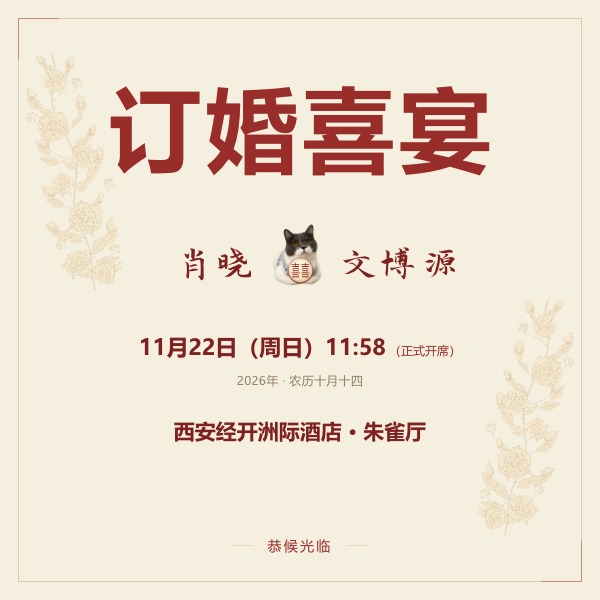 订婚喜宴
肖晓 囍 文博源
11月22日（周日）11:58（正式开席）
2026年 · 农历十月十四
西安经开洲际酒店 · 朱雀厅
恭候光临